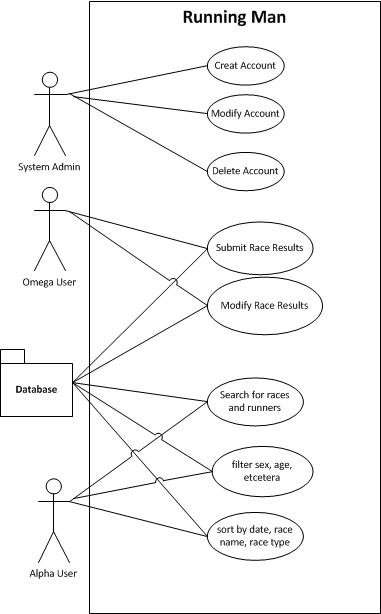 Running Man
Creat Account
Modify Account
Delete Account
System Admin
Submit Race Results
Omega User
Modify Race Results
Database
Search for races
and runners
filter sex, age,
etcetera
sort by date, race
name, race type
Alpha User